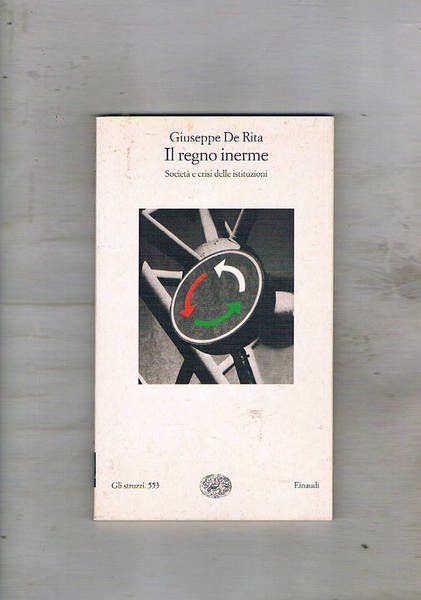 Giuseppe De Rita
Il regno inerme
Società e crisi delle istituzioni
Gli struzzi. 553
Einaudi